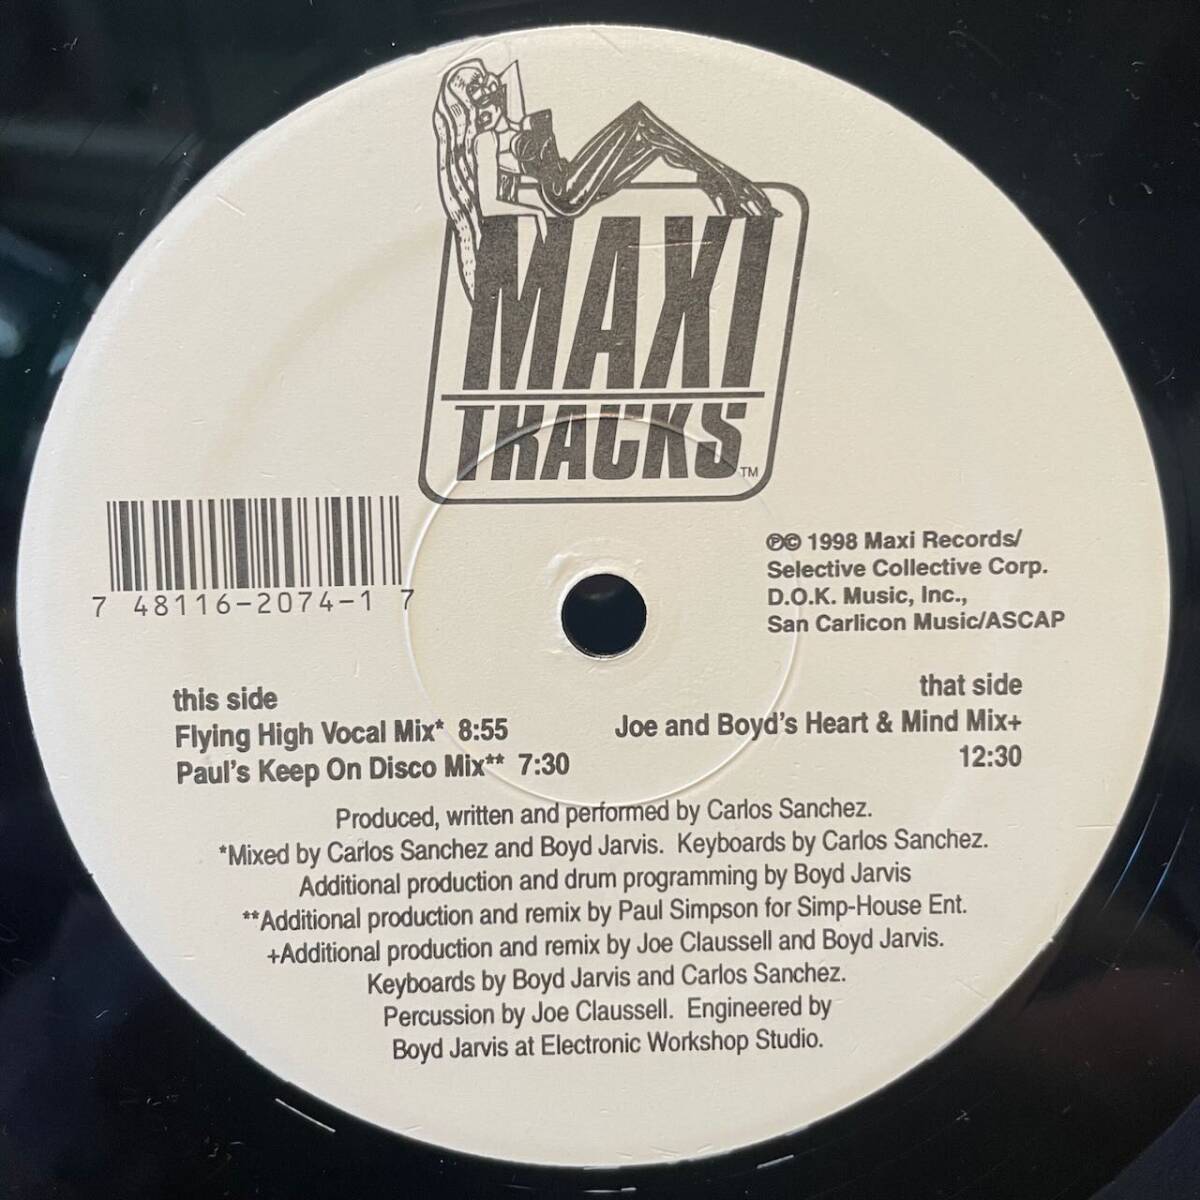 MAXI
TRACKS™
℗© 1998 Maxi Records/
Selective Collective Corp.
D.O.K. Music, Inc.,
San Carlicon Music/ASCAP
7 48116-2074-1 7
this side
Flying High Vocal Mix* 8:55
Paul's Keep On Disco Mix** 7:30
that side
Joe and Boyd's Heart & Mind Mix+
12:30
Produced, written and performed by Carlos Sanchez.
*Mixed by Carlos Sanchez and Boyd Jarvis. Keyboards by Carlos Sanchez.
Additional production and drum programming by Boyd Jarvis
**Additional production and remix by Paul Simpson for Simp-House Ent.
+Additional production and remix by Joe Claussell and Boyd Jarvis.
Keyboards by Boyd Jarvis and Carlos Sanchez.
Percussion by Joe Claussell. Engineered by
Boyd Jarvis at Electronic Workshop Studio.